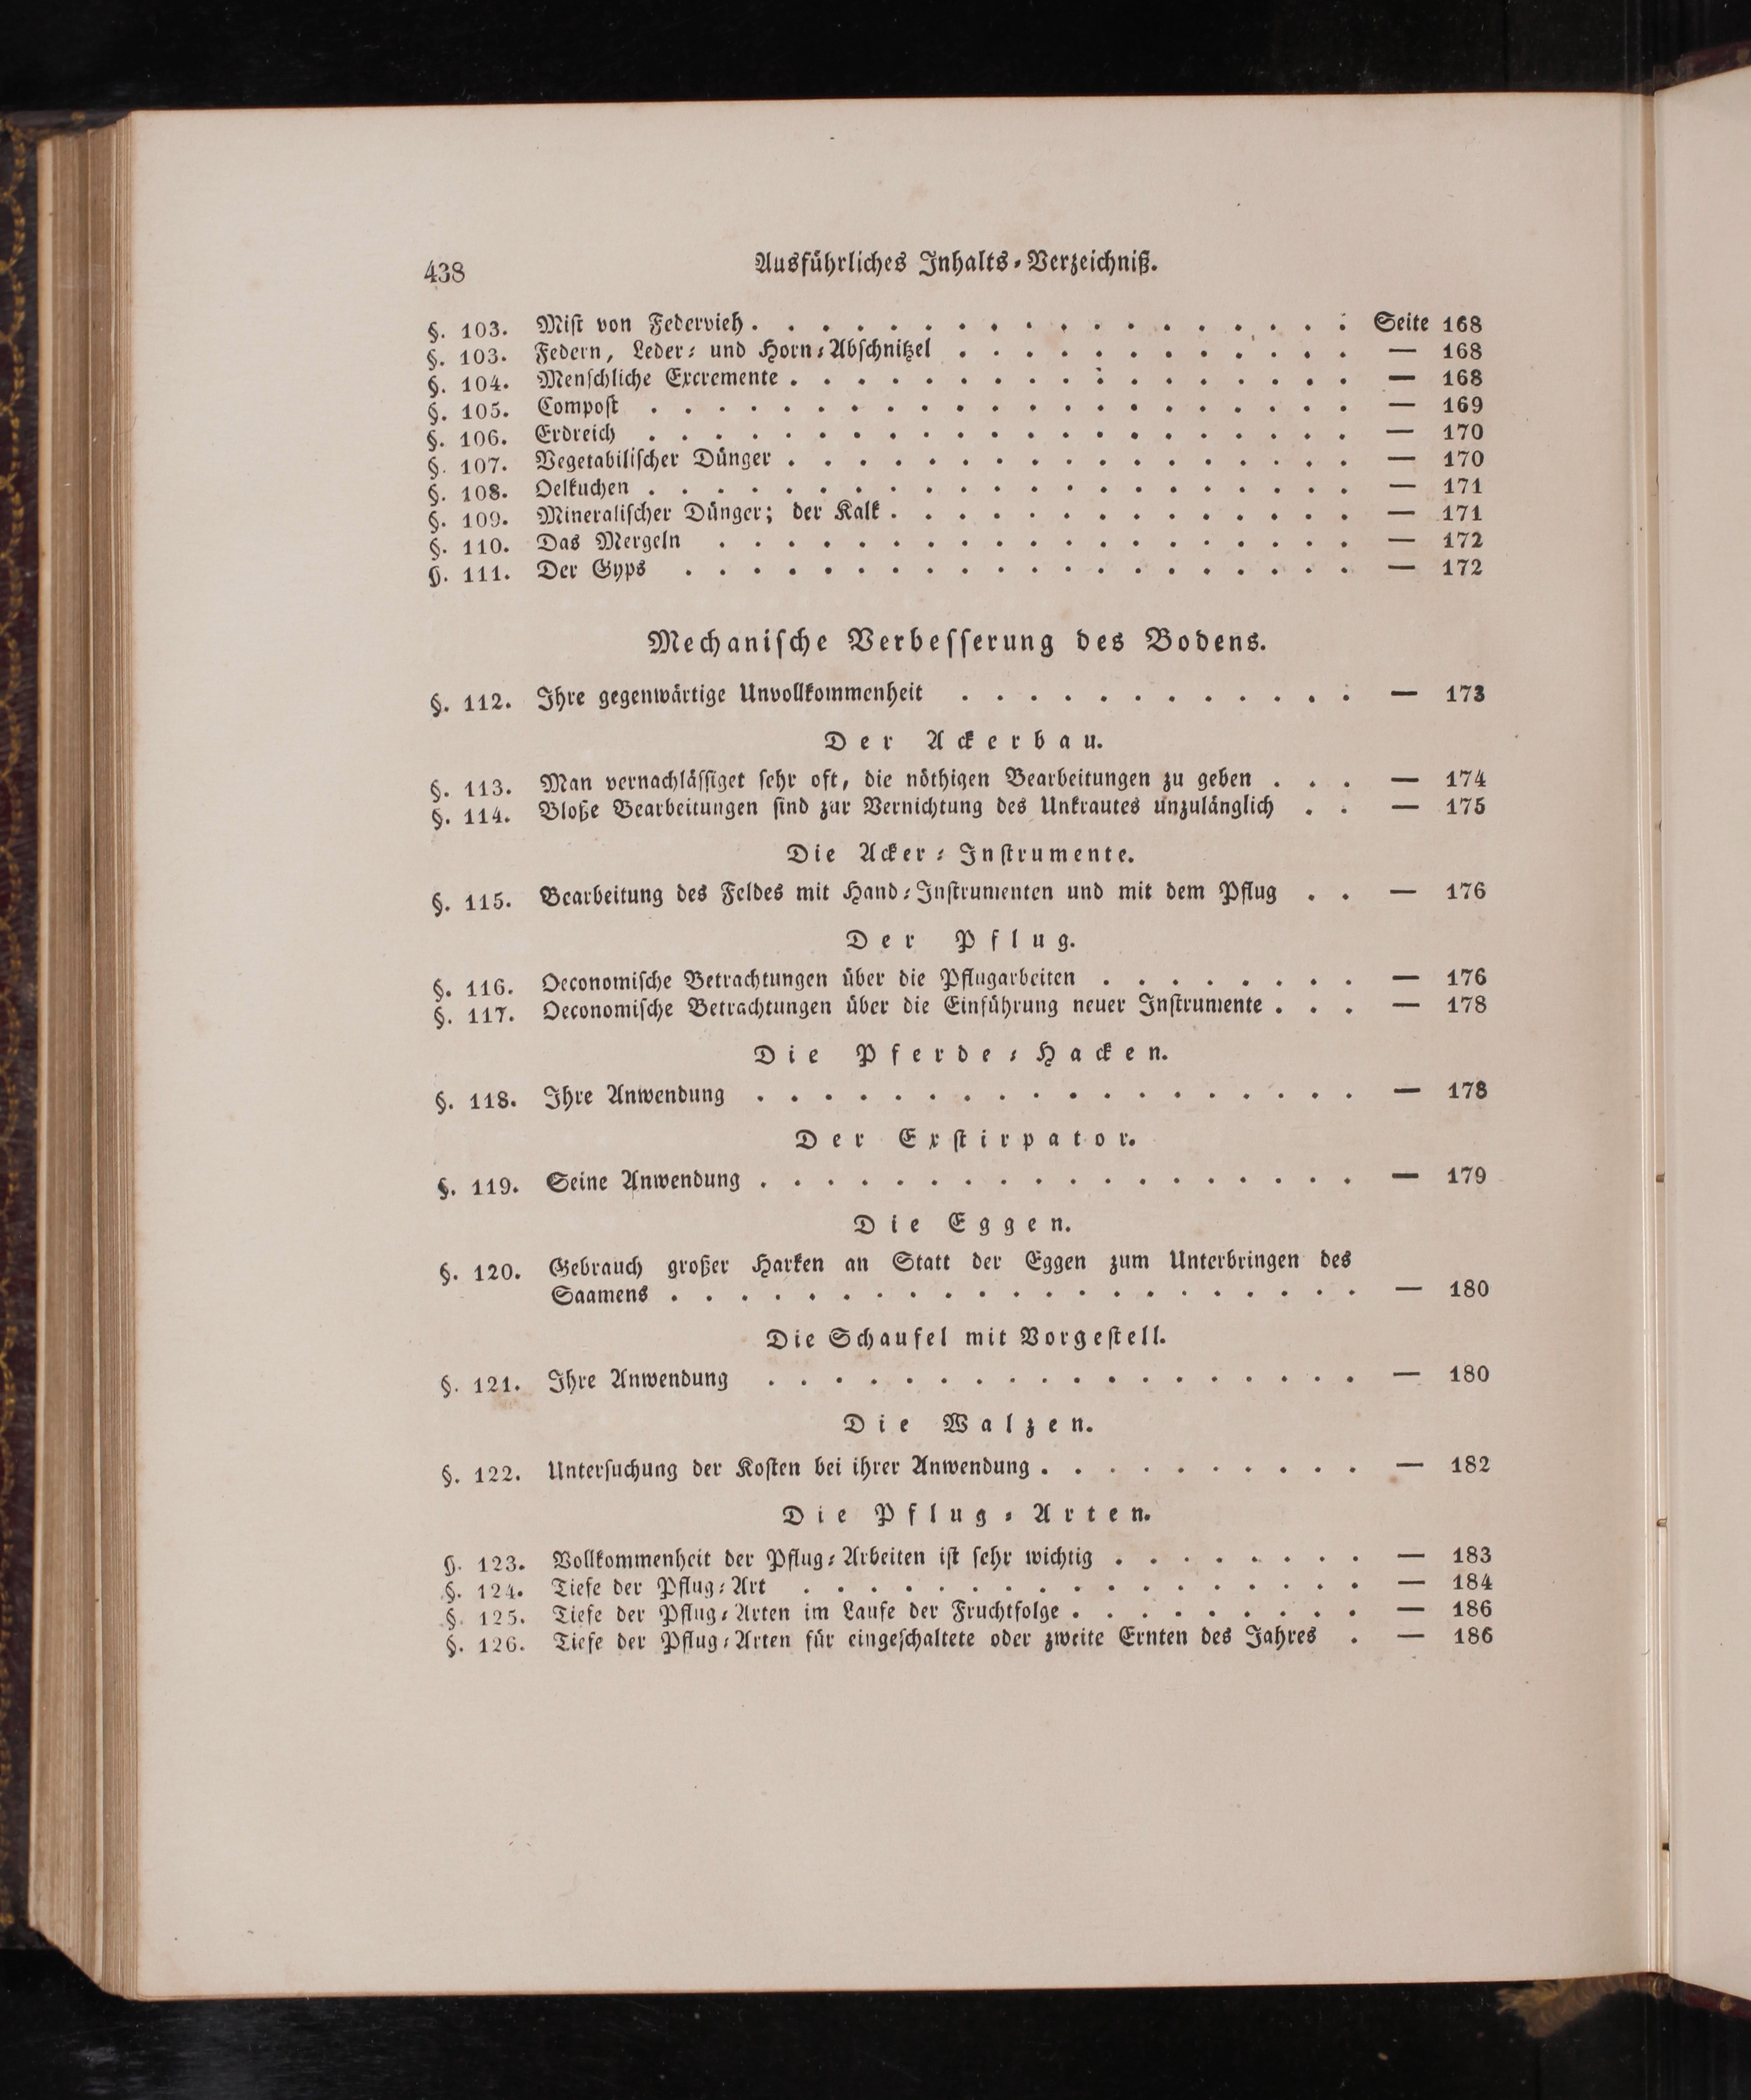 438
Ausführliches Inhalts-Verzeichniß.
§. 103. Mist von Federvieh . . . . . . . . . . . . . . . . . . Seite 168
§. 103. Federn, Leder- und Horn-Abschnitzel . . . . . . . . . . . . — 168
§. 104. Menschliche Excremente . . . . . . . . . . . . . . . . . — 168
§. 105. Compost . . . . . . . . . . . . . . . . . . . . . — 169
§. 106. Erdreich . . . . . . . . . . . . . . . . . . . . . — 170
§. 107. Vegetabilischer Dünger . . . . . . . . . . . . . . . . . — 170
§. 108. Oelkuchen . . . . . . . . . . . . . . . . . . . . . — 171
§. 109. Mineralischer Dünger; der Kalk . . . . . . . . . . . . . . — 171
§. 110. Das Mergeln . . . . . . . . . . . . . . . . . . . — 172
§. 111. Der Gyps . . . . . . . . . . . . . . . . . . . . — 172
Mechanische Verbesserung des Bodens.
§. 112. Ihre gegenwärtige Unvollkommenheit . . . . . . . . . . . . — 173
Der Ackerbau.
§. 113. Man vernachlässiget sehr oft, die nöthigen Bearbeitungen zu geben . . . — 174
§. 114. Bloße Bearbeitungen sind zur Vernichtung des Unkrautes unzulänglich . . — 175
Die Acker-Instrumente.
§. 115. Bearbeitung des Feldes mit Hand-Instrumenten und mit dem Pflug . . — 176
Der Pflug.
§. 116. Oeconomische Betrachtungen über die Pflugarbeiten . . . . . . . . — 176
§. 117. Oeconomische Betrachtungen über die Einführung neuer Instrumente . . . — 178
Die Pferde-Hacken.
§. 118. Ihre Anwendung . . . . . . . . . . . . . . . . . . — 178
Der Exstirpator.
§. 119. Seine Anwendung . . . . . . . . . . . . . . . . . . — 179
Die Eggen.
§. 120. Gebrauch großer Harken an Statt der Eggen zum Unterbringen des
Saamens . . . . . . . . . . . . . . . . . . . . . — 180
Die Schaufel mit Vorgestell.
§. 121. Ihre Anwendung . . . . . . . . . . . . . . . . . . — 180
Die Walzen.
§. 122. Untersuchung der Kosten bei ihrer Anwendung . . . . . . . . . . — 182
Die Pflug-Arten.
§. 123. Vollkommenheit der Pflug-Arbeiten ist sehr wichtig . . . . . . . . — 183
§. 124. Tiefe der Pflug-Art . . . . . . . . . . . . . . . . . — 184
§. 125. Tiefe der Pflug-Arten im Laufe der Fruchtfolge . . . . . . . . . — 186
§. 126. Tiefe der Pflug-Arten für eingeschaltete oder zweite Ernten des Jahres . — 186